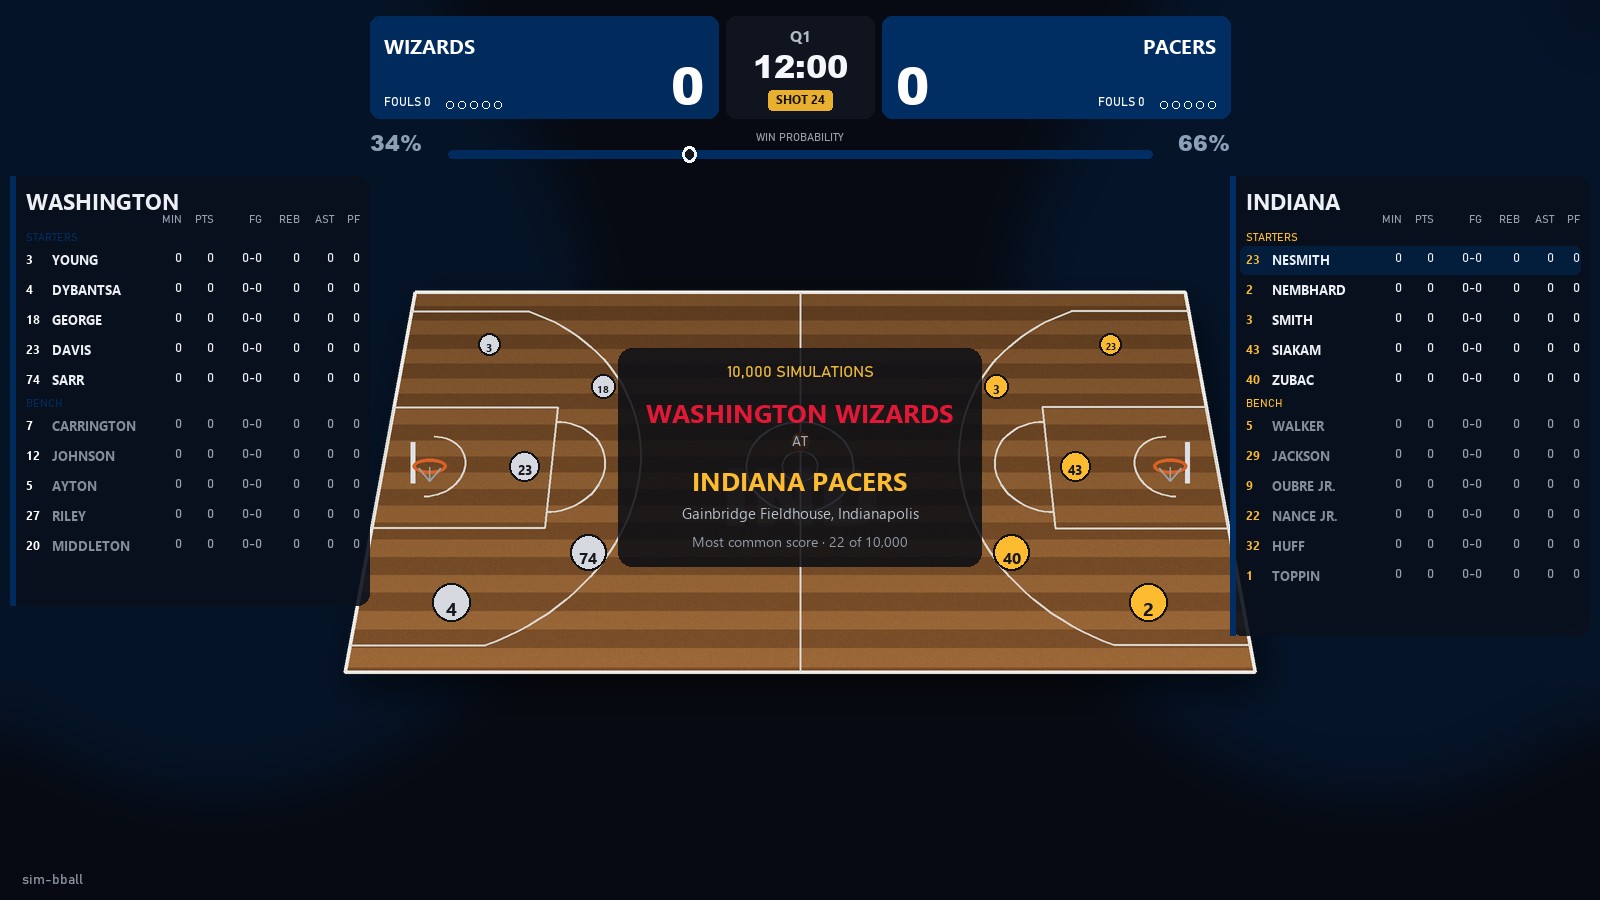 WIZARDS
0
FOULS 0
Q1
12:00
SHOT 24
PACERS
0
FOULS 0
34%
WIN PROBABILITY
66%
WASHINGTON
MIN PTS FG REB AST PF
STARTERS
3 YOUNG 0 0 0-0 0 0 0
4 DYBANTSA 0 0 0-0 0 0 0
18 GEORGE 0 0 0-0 0 0 0
23 DAVIS 0 0 0-0 0 0 0
74 SARR 0 0 0-0 0 0 0
BENCH
7 CARRINGTON 0 0 0-0 0 0 0
12 JOHNSON 0 0 0-0 0 0 0
5 AYTON 0 0 0-0 0 0 0
27 RILEY 0 0 0-0 0 0 0
20 MIDDLETON 0 0 0-0 0 0 0
3
18
23
74
4
10,000 SIMULATIONS
WASHINGTON WIZARDS
AT
INDIANA PACERS
Gainbridge Fieldhouse, Indianapolis
Most common score · 22 of 10,000
23
3
43
40
2
INDIANA
MIN PTS FG REB AST PF
STARTERS
23 NESMITH 0 0 0-0 0 0 0
2 NEMBHARD 0 0 0-0 0 0 0
3 SMITH 0 0 0-0 0 0 0
43 SIAKAM 0 0 0-0 0 0 0
40 ZUBAC 0 0 0-0 0 0 0
BENCH
5 WALKER 0 0 0-0 0 0 0
29 JACKSON 0 0 0-0 0 0 0
9 OUBRE JR. 0 0 0-0 0 0 0
22 NANCE JR. 0 0 0-0 0 0 0
32 HUFF 0 0 0-0 0 0 0
1 TOPPIN 0 0 0-0 0 0 0
sim-bball